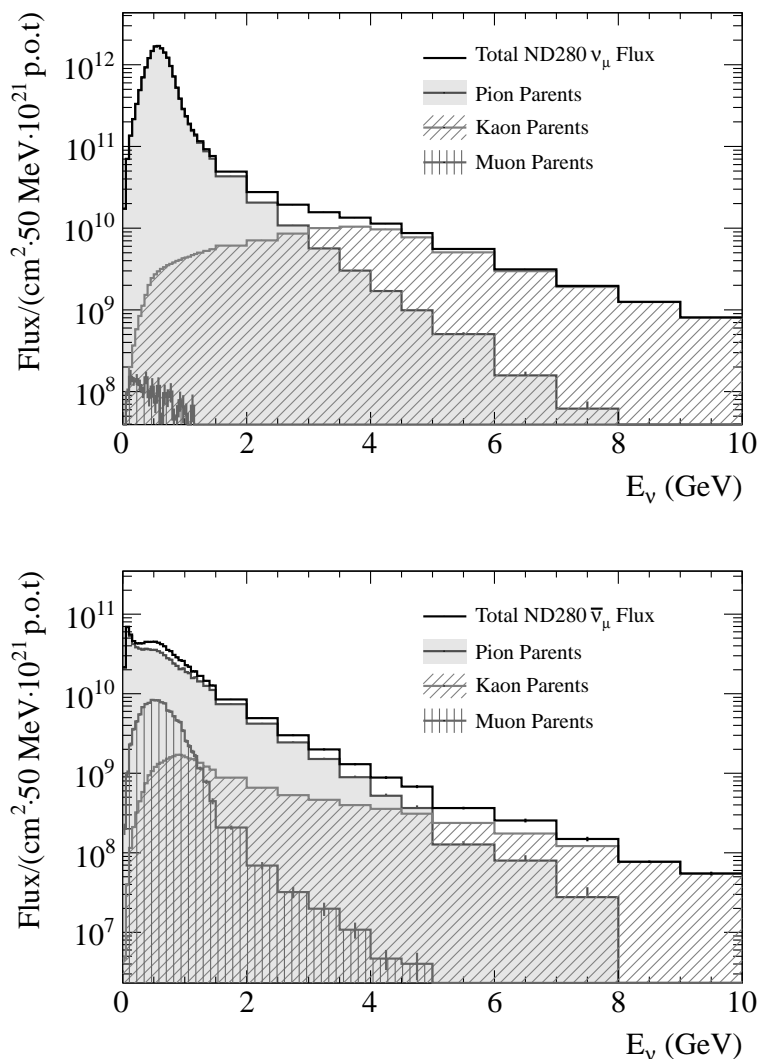 Flux/(cm²·50 MeV·10²¹ p.o.t)
10¹²
10¹¹
10¹⁰
10⁹
10⁸
Total ND280 νμ Flux
Pion Parents
Kaon Parents
Muon Parents
0 2 4 6 8 10
Eν (GeV)
Flux/(cm²·50 MeV·10²¹ p.o.t)
10¹¹
10¹⁰
10⁹
10⁸
10⁷
Total ND280 ν̅μ Flux
Pion Parents
Kaon Parents
Muon Parents
0 2 4 6 8 10
Eν (GeV)